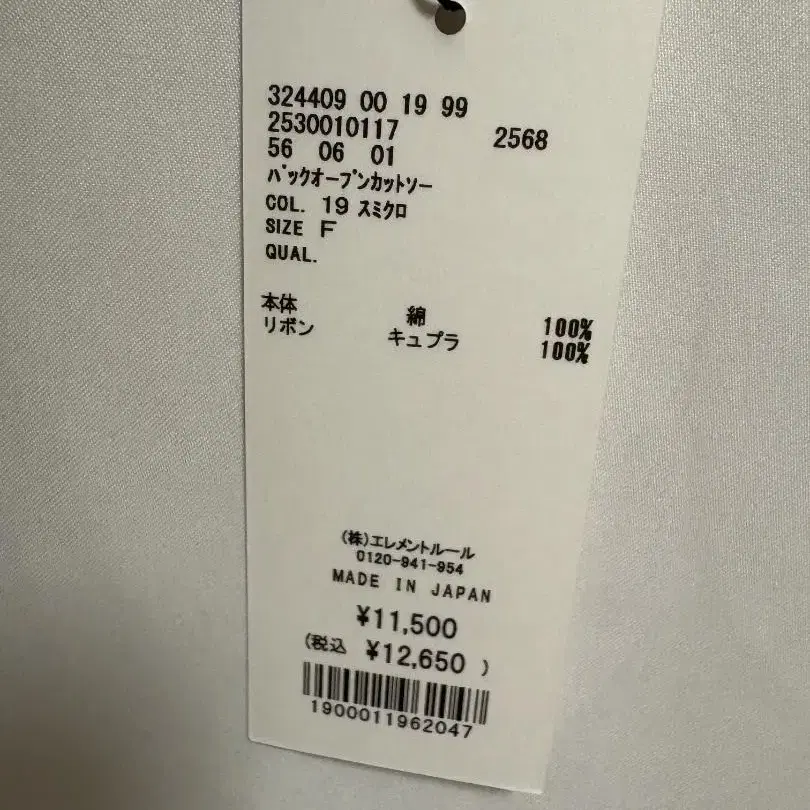 324409 00 19 99
2530010117 2568
56 06 01
ﾊﾞｯｸｵｰﾌﾟﾝｶｯﾄｿｰ
COL. 19 ｽﾐｸﾛ
SIZE F
QUAL.
本体 綿 100%
リボン キュプラ 100%
(株)エレメントルール
0120-941-954
MADE IN JAPAN
¥11,500
(税込 ¥12,650 )
1900011962047